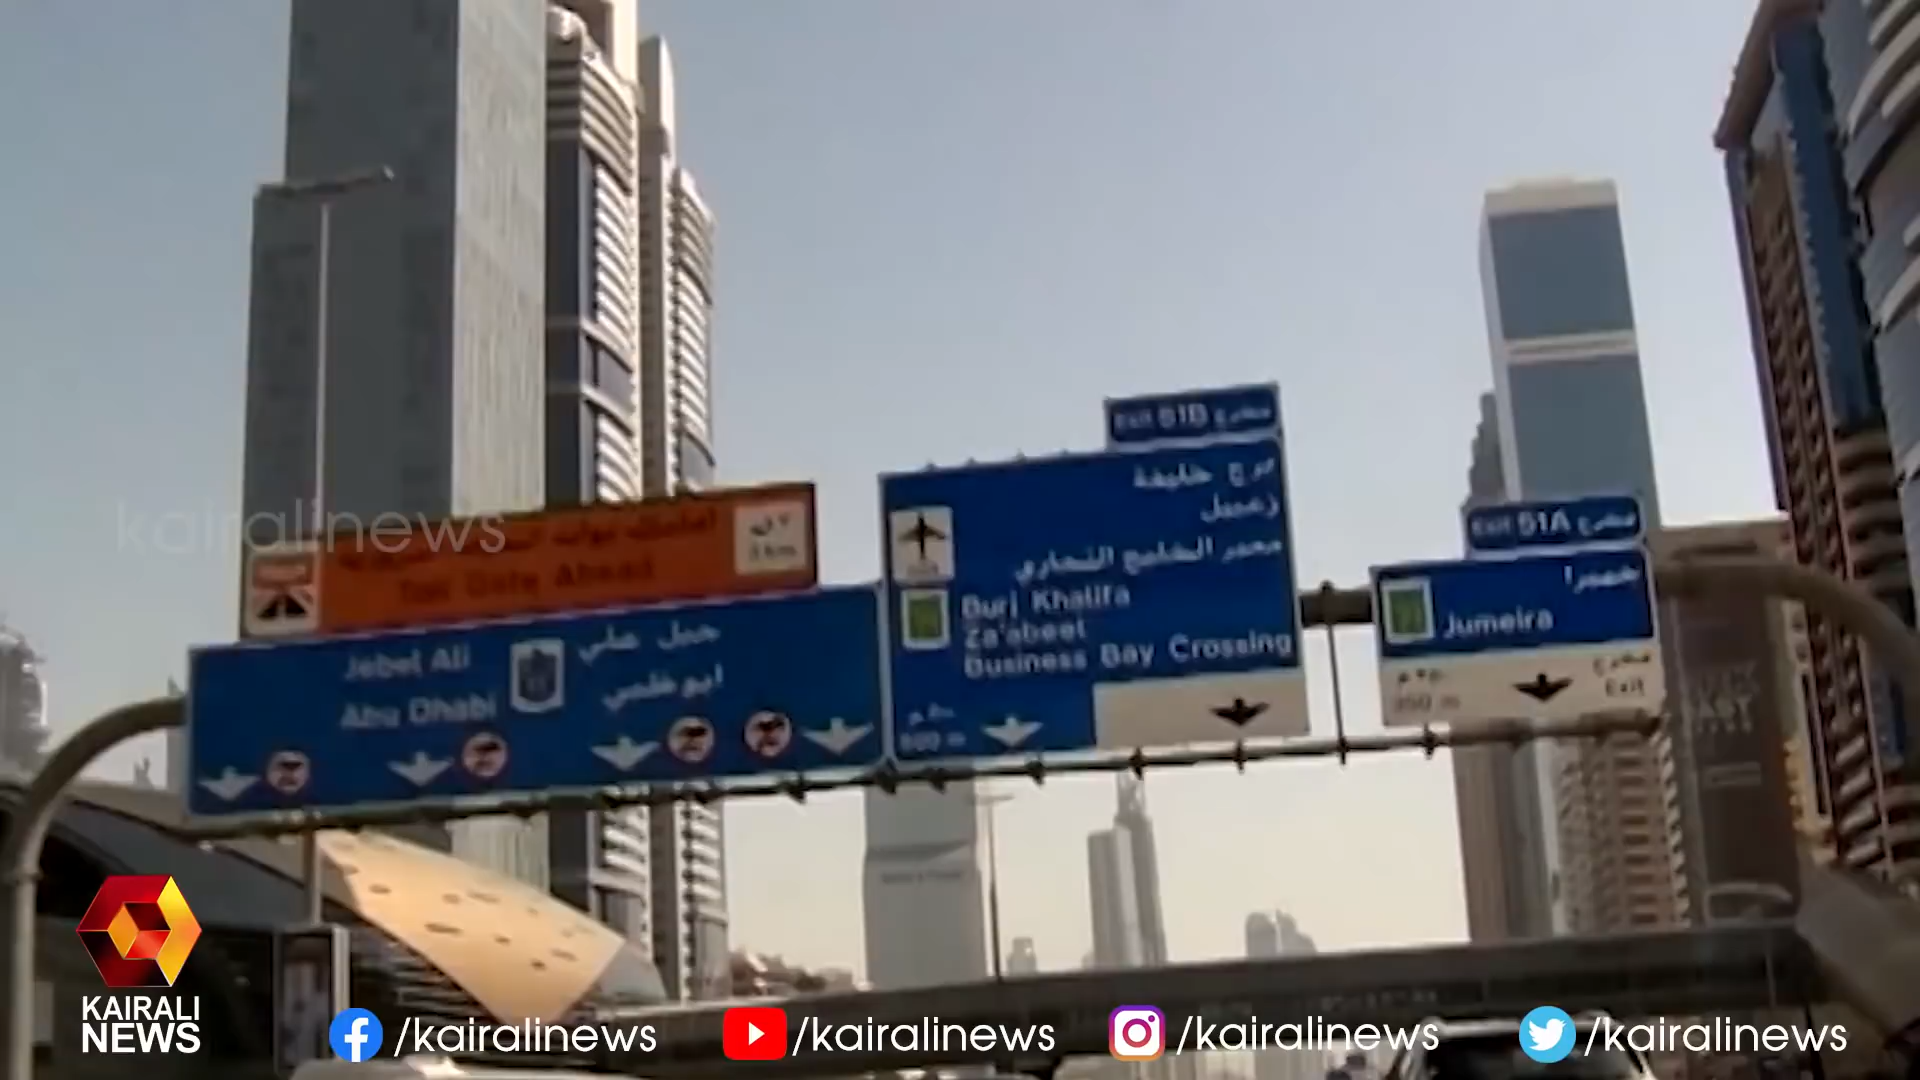 Exit 51B مخرج
برج خليفة
زعبيل
معبر الخليج التجاري
Burj Khalifa
Za'abeel
Business Bay Crossing
Exit 51A مخرج
جميرا
Jumeira
مخرج
Exit
Toll Gate Ahead
جبل علي
Jebel Ali
ابوظبي
Abu Dhabi
kairalinews
KAIRALI
NEWS
/kairalinews
/kairalinews
/kairalinews
/kairalinews